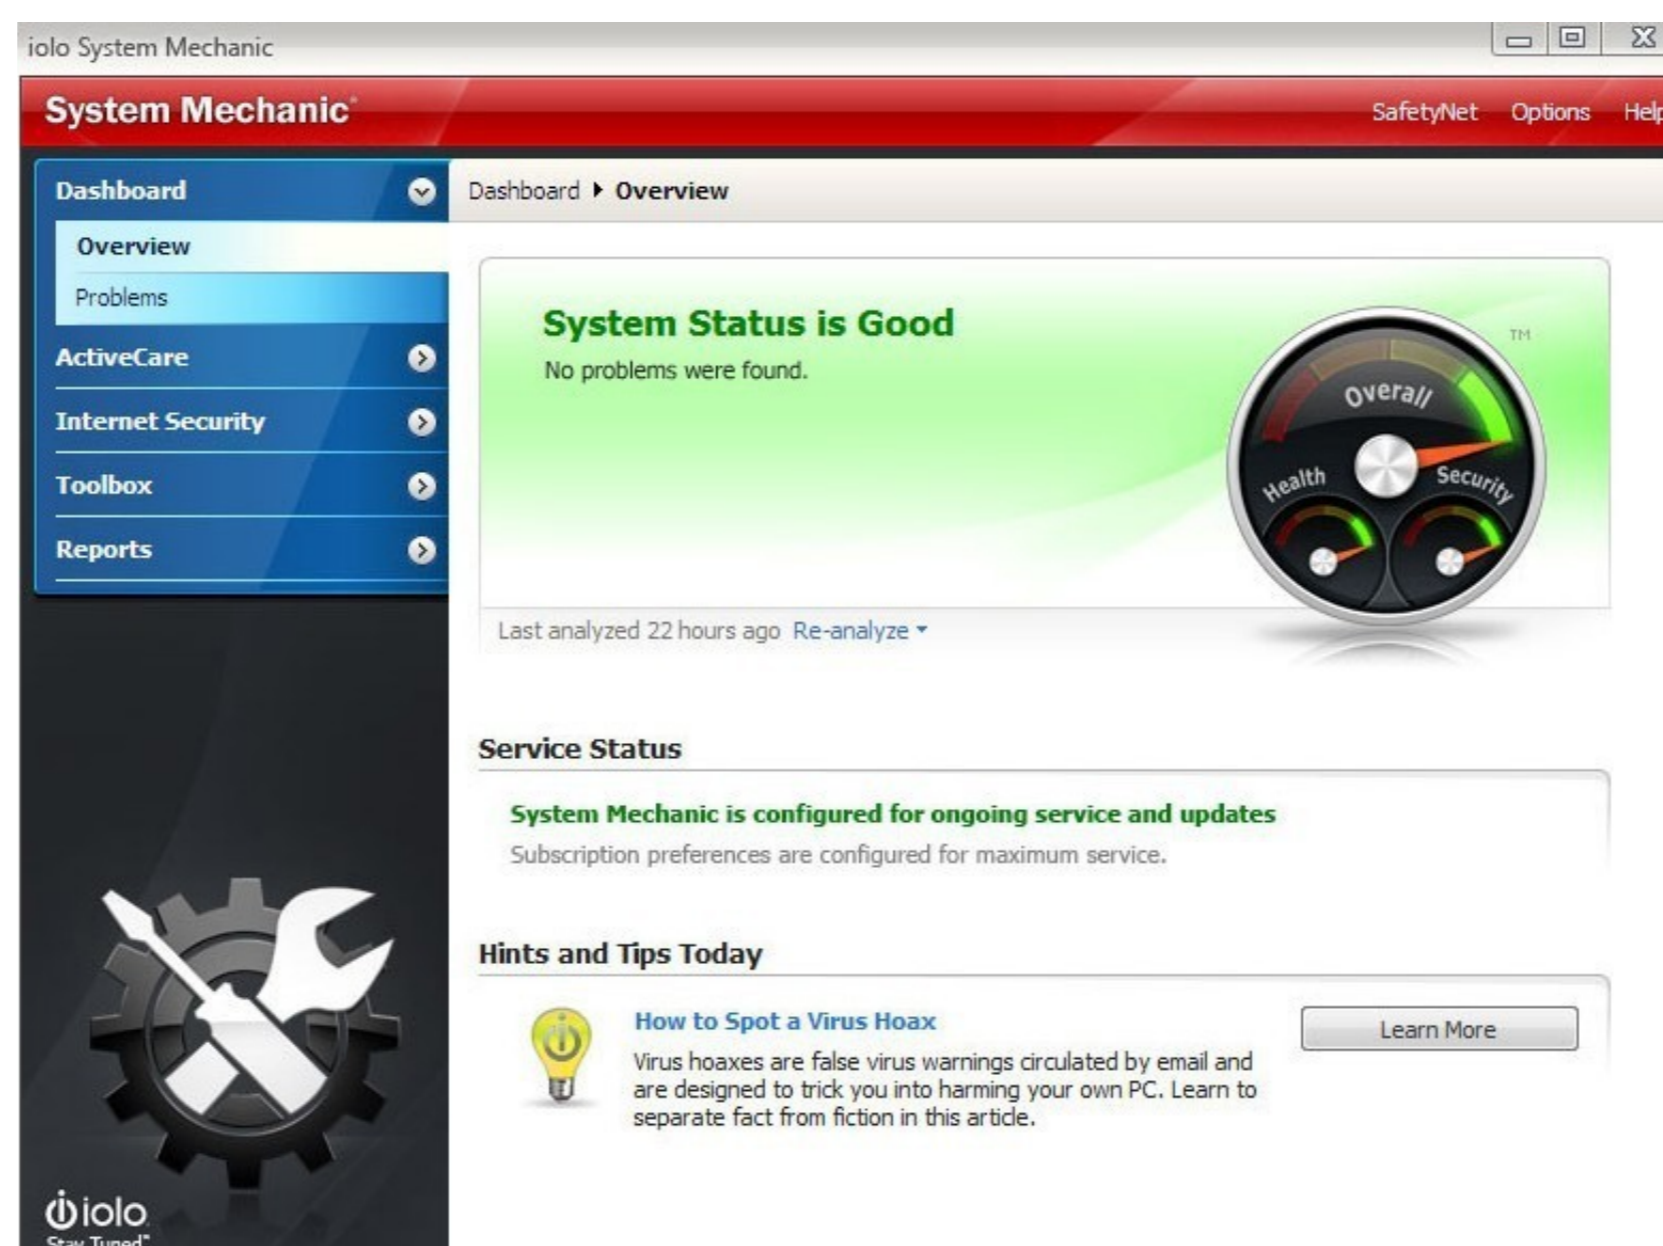 iolo System Mechanic
System Mechanic
SafetyNet Options Help
Dashboard
Overview
Problems
ActiveCare
Internet Security
Toolbox
Reports
Dashboard Overview
System Status is Good
No problems were found.
TM
Overall
Health
Security
Last analyzed 22 hours ago Re-analyze
Service Status
System Mechanic is configured for ongoing service and updates
Subscription preferences are configured for maximum service.
Hints and Tips Today
How to Spot a Virus Hoax
Virus hoaxes are false virus warnings circulated by email and
are designed to trick you into harming your own PC. Learn to
separate fact from fiction in this article.
Learn More
iolo
Stay Tuned